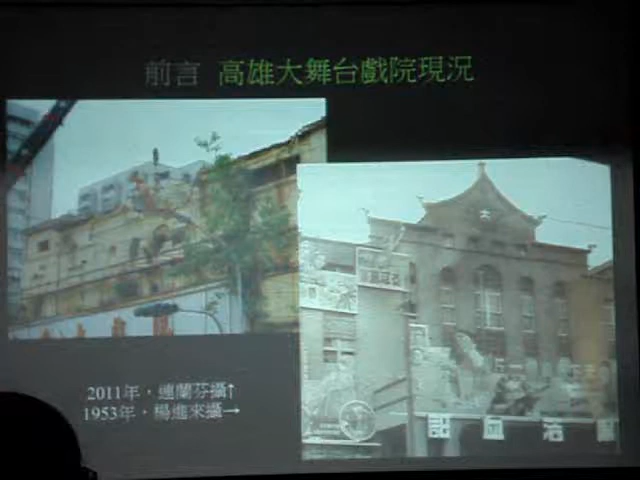 前言 高雄大舞台戲院現況
大
2011年，連蘭芬攝↑
1953年，楊進來攝→